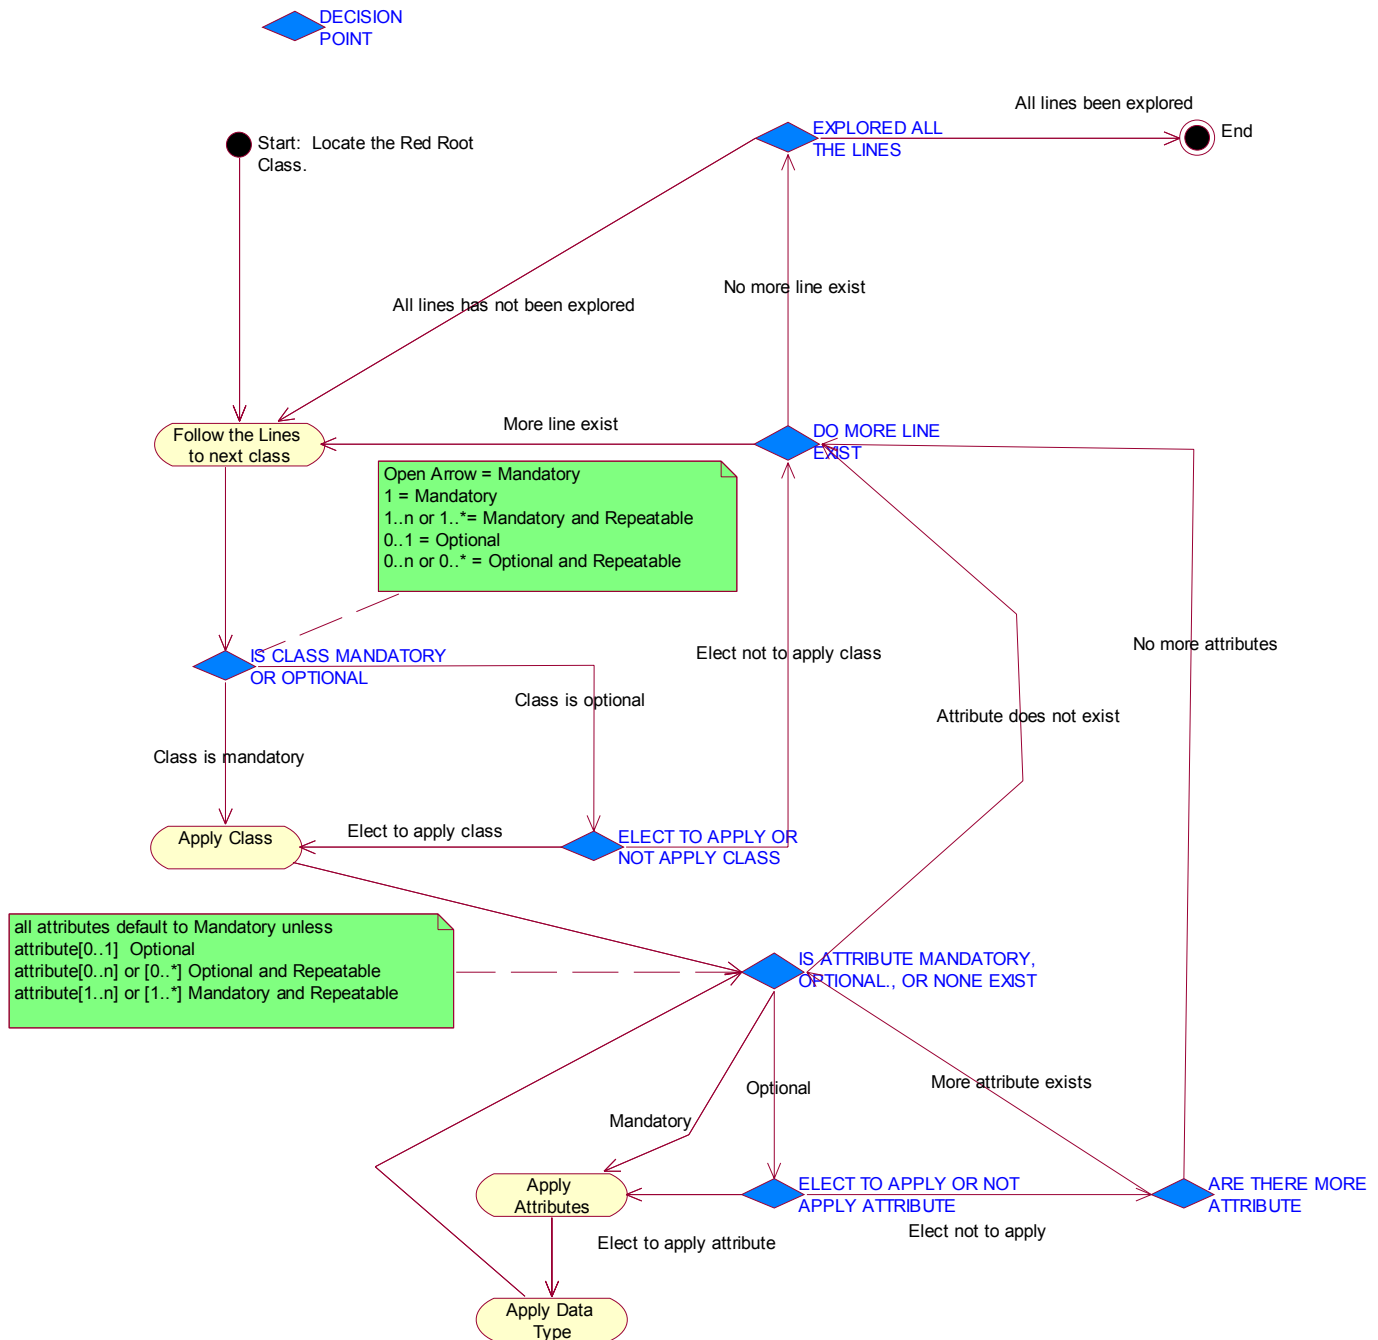 DECISION
POINT
All lines been explored
EXPLORED ALL
THE LINES
End
Start:  Locate the Red Root
Class.
No more line exist
All lines has not been explored
More line exist
DO MORE LINE
EXIST
Follow the Lines
to next class
Open Arrow = Mandatory
1 = Mandatory
1..n or 1..*= Mandatory and Repeatable
0..1 = Optional
0..n or 0..* = Optional and Repeatable
IS CLASS MANDATORY
OR OPTIONAL
Elect not to apply class
No more attributes
Class is optional
Attribute does not exist
Class is mandatory
Apply Class
Elect to apply class
ELECT TO APPLY OR
NOT APPLY CLASS
all attributes default to Mandatory unless
attribute[0..1]  Optional
attribute[0..n] or [0..*] Optional and Repeatable
attribute[1..n] or [1..*] Mandatory and Repeatable
IS ATTRIBUTE MANDATORY,
OPTIONAL., OR NONE EXIST
Optional
More attribute exists
Mandatory
Apply
Attributes
ELECT TO APPLY OR NOT
APPLY ATTRIBUTE
ARE THERE MORE
ATTRIBUTE
Elect to apply attribute
Elect not to apply
Apply Data
Type